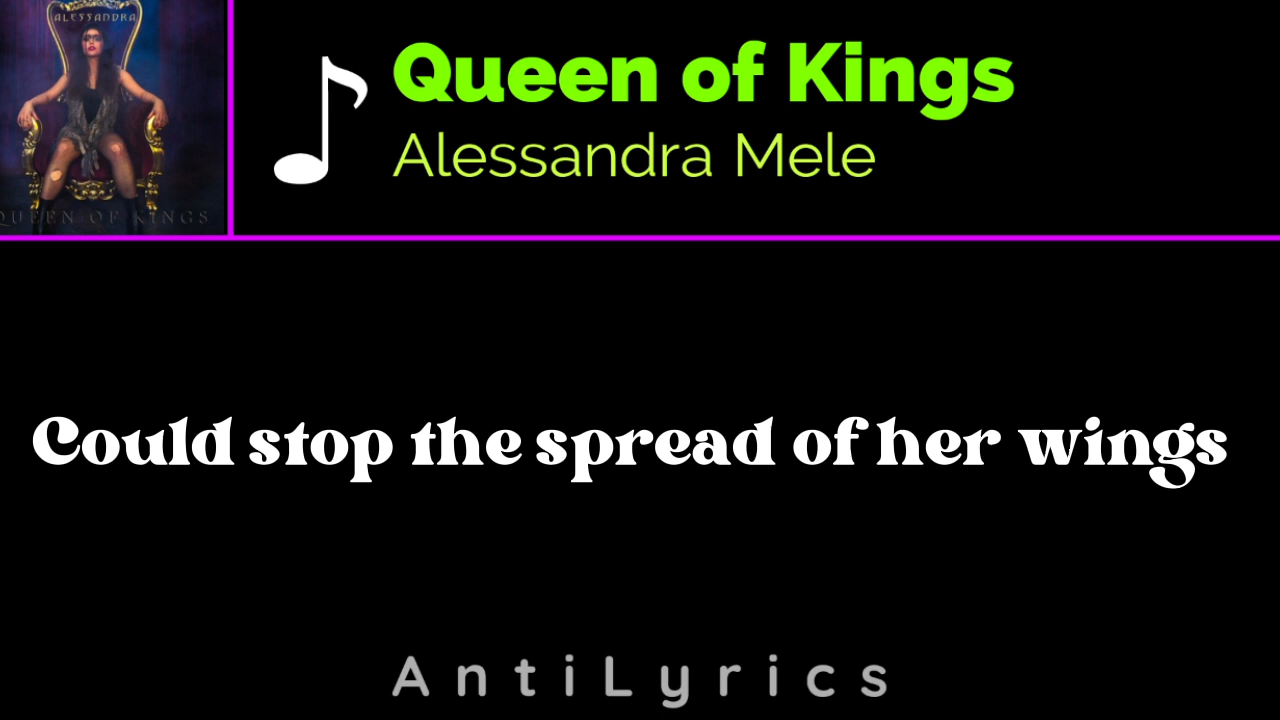 ALESSANDRA
QUEEN OF KINGS
Queen of Kings
Alessandra Mele
Could stop the spread of her wings
AntiLyrics